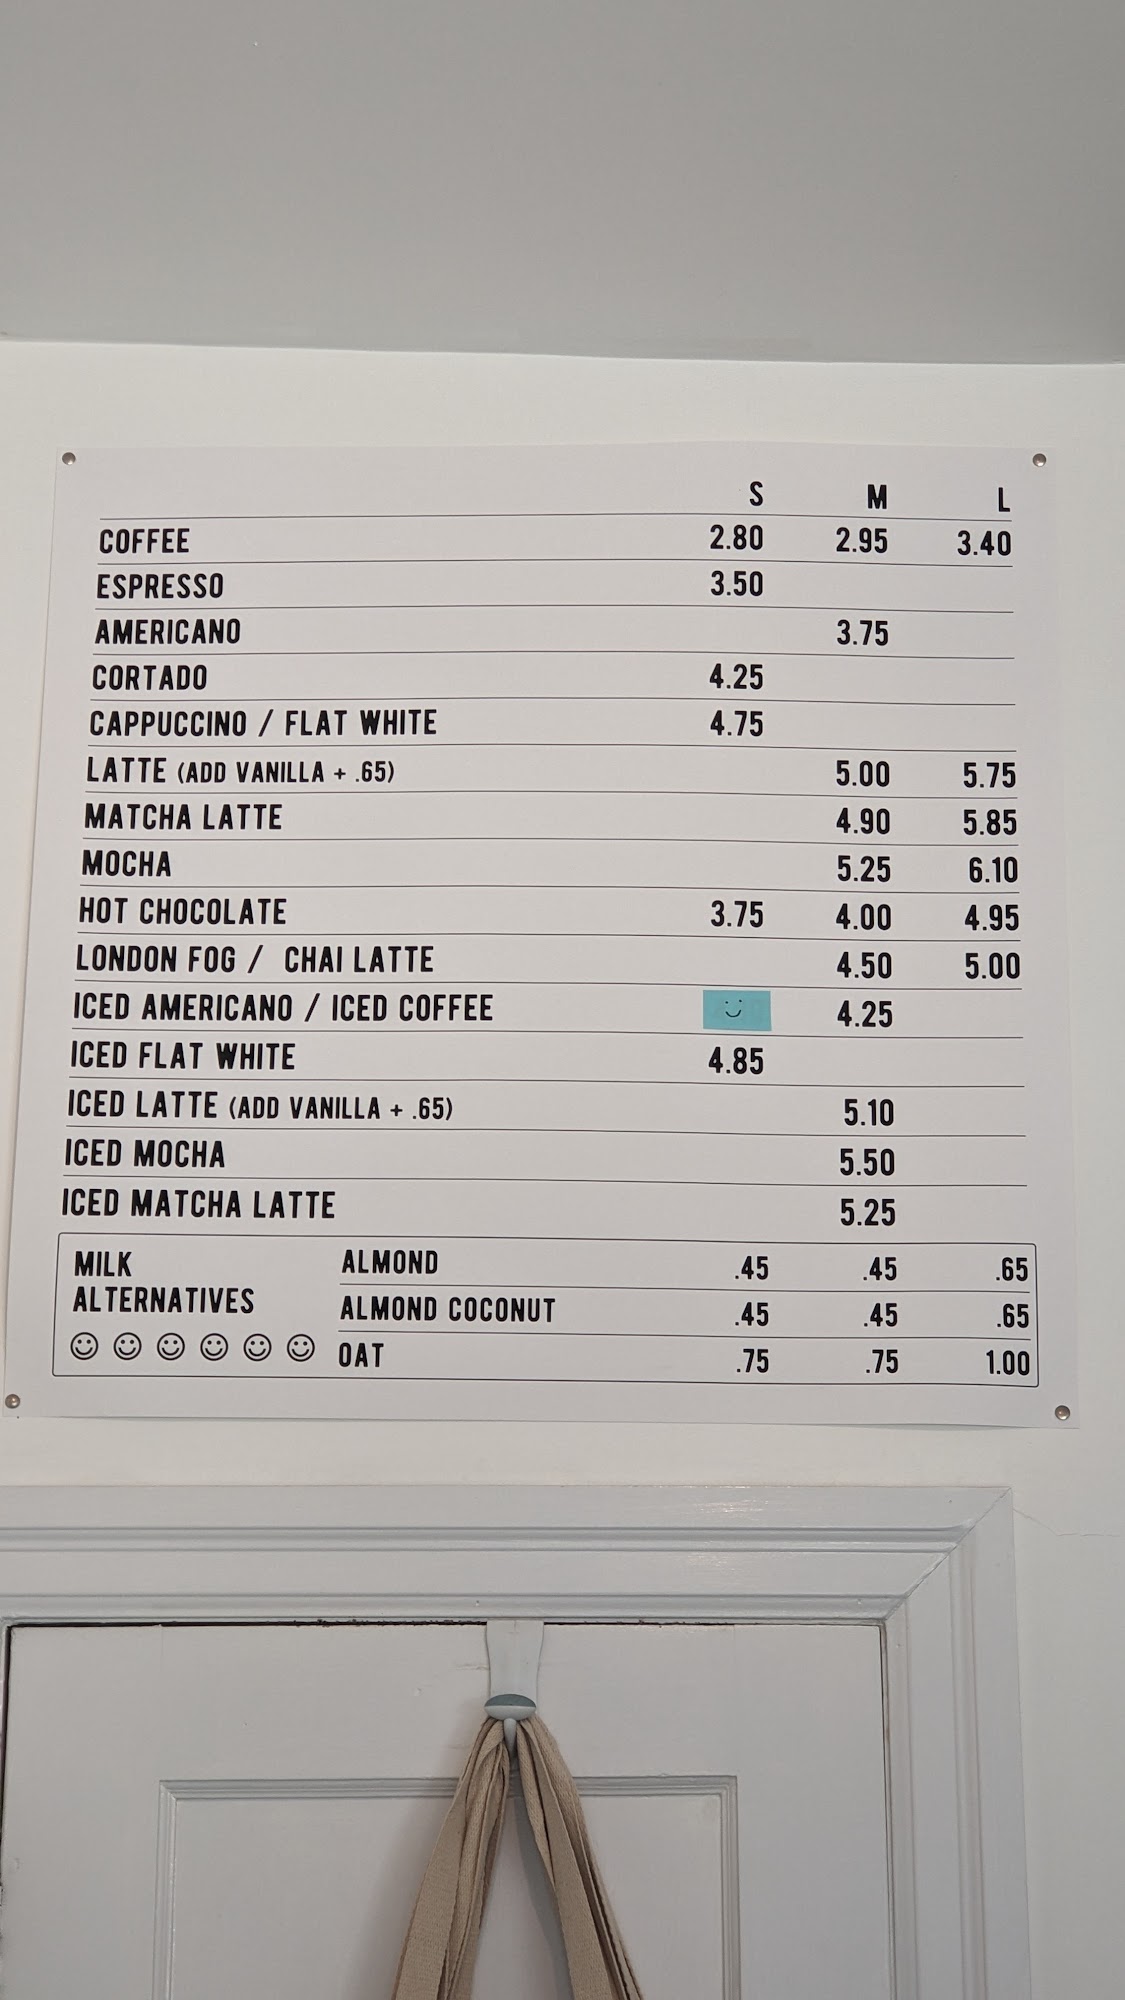 S M L
COFFEE 2.80 2.95 3.40
ESPRESSO 3.50
AMERICANO 3.75
CORTADO 4.25
CAPPUCCINO / FLAT WHITE 4.75
LATTE (ADD VANILLA + .65) 5.00 5.75
MATCHA LATTE 4.90 5.85
MOCHA 5.25 6.10
HOT CHOCOLATE 3.75 4.00 4.95
LONDON FOG / CHAI LATTE 4.50 5.00
ICED AMERICANO / ICED COFFEE 4.25
ICED FLAT WHITE 4.85
ICED LATTE (ADD VANILLA + .65) 5.10
ICED MOCHA 5.50
ICED MATCHA LATTE 5.25
MILK ALTERNATIVES
ALMOND .45 .45 .65
ALMOND COCONUT .45 .45 .65
OAT .75 .75 1.00